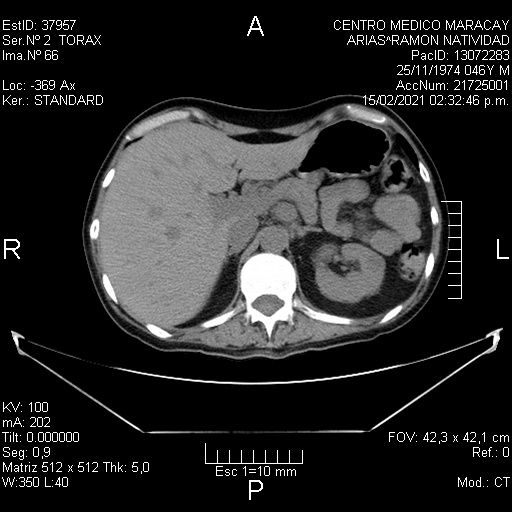 EstID: 37957
Ser.Nº 2 TORAX
Ima.Nº 66
Loc: -369 Ax
Ker.: STANDARD
A
CENTRO MEDICO MARACAY
ARIAS^RAMON NATIVIDAD
PacID: 13072283
25/11/1974 046Y M
AccNum: 21725001
15/02/2021 02:32:46 p.m.
R
L
KV: 100
mA: 202
Tilt: 0.000000
Seg: 0,9
Matriz 512 x 512 Thk: 5,0
W:350 L:40
Esc 1=10 mm
P
FOV: 42,3 x 42,1 cm
Ref.: 0
Mod.: CT